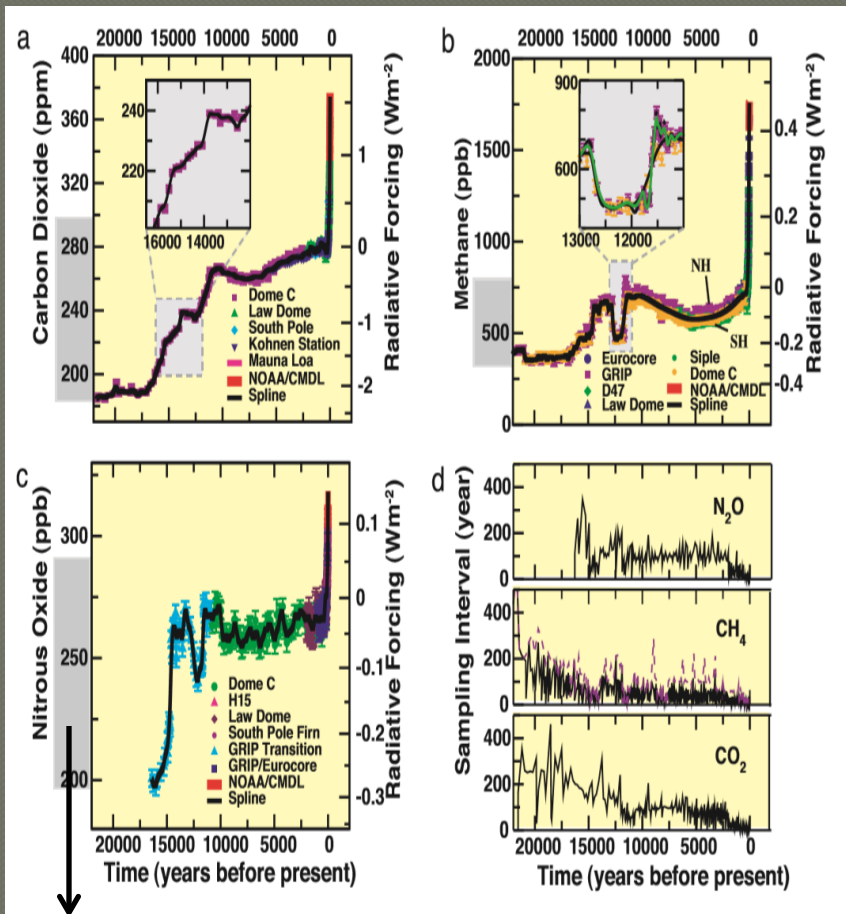 a
20000 15000 10000 5000 0
Carbon Dioxide (ppm)
400
360
320
280
240
200
240
220
16000 14000
Dome C
Law Dome
South Pole
Kohnen Station
Mauna Loa
NOAA/CMDL
Spline
1
0
-1
-2
Radiative Forcing (Wm⁻²)
b
20000 15000 10000 5000 0
Methane (ppb)
2000
1750
1500
1250
1000
750
500
250
0
900
600
13000 12000
NH
SH
Eurocore
GRIP
D47
Law Dome
Siple
Dome C
NOAA/CMDL
Spline
0.4
0.2
0
-0.2
-0.4
Radiative Forcing (Wm⁻²)
c
Nitrous Oxide (ppb)
300
250
200
Dome C
H15
Law Dome
South Pole Firn
GRIP Transition
GRIP/Eurocore
NOAA/CMDL
Spline
0.1
0
-0.1
-0.2
-0.3
Radiative Forcing (Wm⁻²)
20000 15000 10000 5000 0
Time (years before present)
d
Sampling Interval (year)
400
200
0
N₂O
400
200
0
CH₄
400
200
0
CO₂
20000 15000 10000 5000 0
Time (years before present)